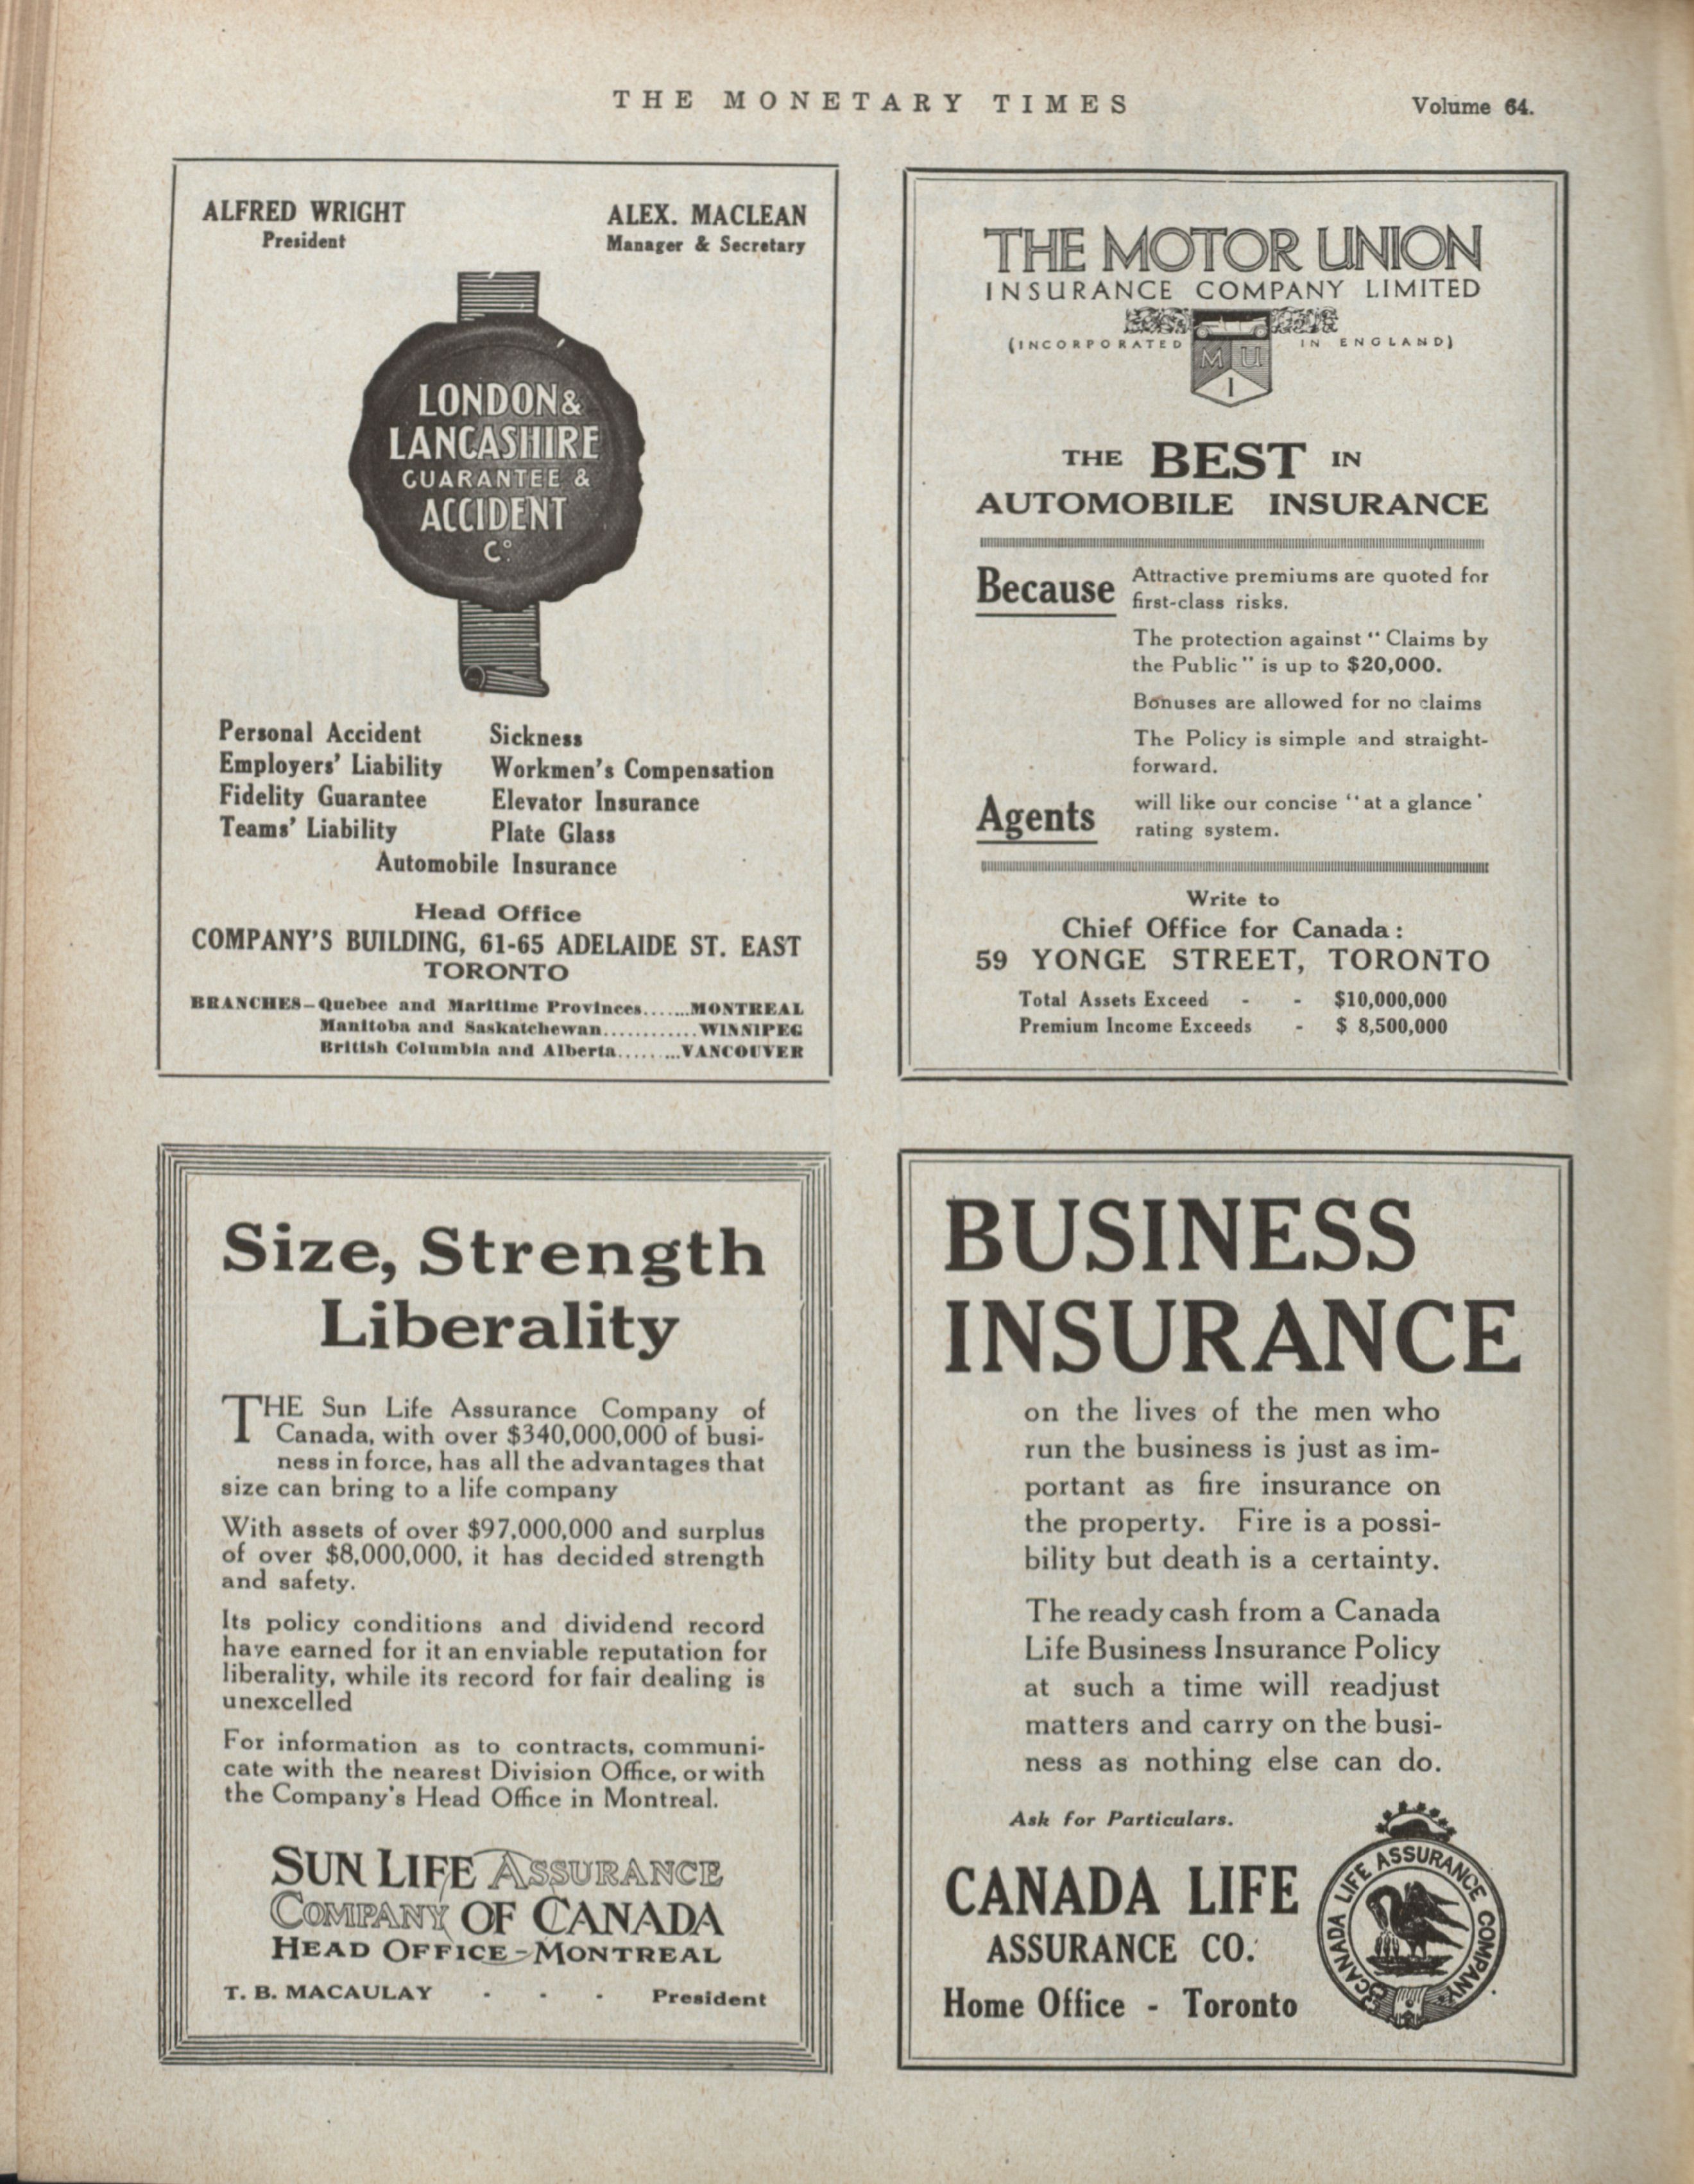 THE MONETARY TIMES
Volume 64.
ALFRED WRIGHT
President
ALEX. MACLEAN
Manager & Secretary
LONDON &
LANCASHIRE
GUARANTEE &
ACCIDENT
Co.
Personal Accident Sickness
Employers' Liability Workmen's Compensation
Fidelity Guarantee Elevator Insurance
Teams' Liability Plate Glass
Automobile Insurance
Head Office
COMPANY'S BUILDING, 61-65 ADELAIDE ST. EAST
TORONTO
BRANCHES—Quebec and Maritime Provinces.......MONTREAL
Manitoba and Saskatchewan............WINNIPEG
British Columbia and Alberta.........VANCOUVER
THE MOTOR UNION
INSURANCE COMPANY LIMITED
(INCORPORATED IN ENGLAND)
M U
I
THE BEST IN
AUTOMOBILE INSURANCE
Because Attractive premiums are quoted for
first-class risks.
The protection against "Claims by
the Public" is up to $20,000.
Bonuses are allowed for no claims
The Policy is simple and straight-
forward.
Agents will like our concise "at a glance'
rating system.
Write to
Chief Office for Canada:
59 YONGE STREET, TORONTO
Total Assets Exceed - - $10,000,000
Premium Income Exceeds - $ 8,500,000
Size, Strength
Liberality
THE Sun Life Assurance Company of
Canada, with over $340,000,000 of busi-
ness in force, has all the advantages that
size can bring to a life company
With assets of over $97,000,000 and surplus
of over $8,000,000, it has decided strength
and safety.
Its policy conditions and dividend record
have earned for it an enviable reputation for
liberality, while its record for fair dealing is
unexcelled
For information as to contracts, communi-
cate with the nearest Division Office, or with
the Company's Head Office in Montreal.
SUN LIFE ASSURANCE
COMPANY OF CANADA
HEAD OFFICE-MONTREAL
T. B. MACAULAY - - - President
BUSINESS
INSURANCE
on the lives of the men who
run the business is just as im-
portant as fire insurance on
the property. Fire is a possi-
bility but death is a certainty.
The ready cash from a Canada
Life Business Insurance Policy
at such a time will readjust
matters and carry on the busi-
ness as nothing else can do.
Ask for Particulars.
CANADA LIFE
ASSURANCE CO.
Home Office - Toronto
CANADA LIFE ASSURANCE COMPANY